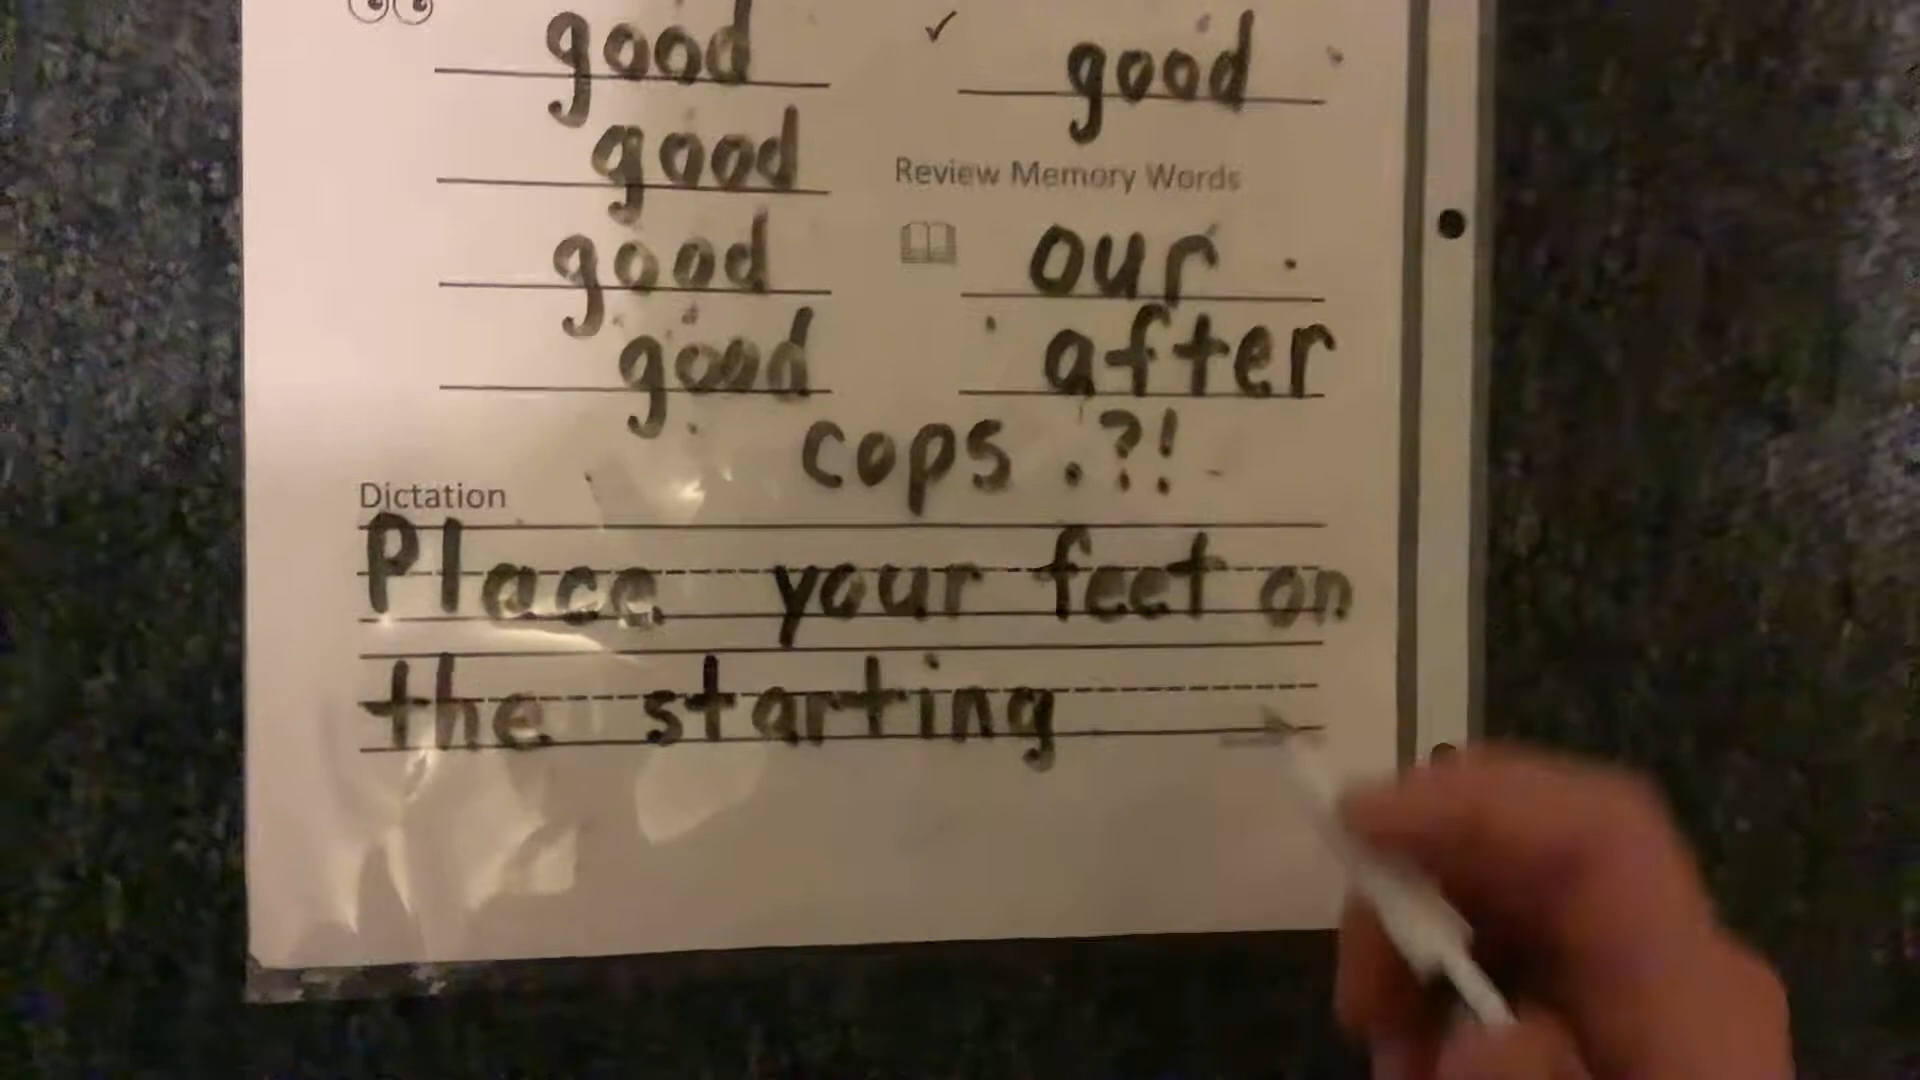 good
good
good
good
✓ good
Review Memory Words
our
after
cops .?!
Dictation
Place your feet on
the starting